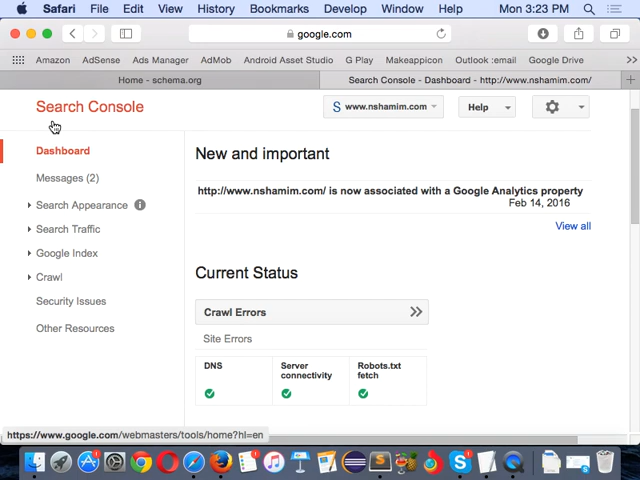 Safari File Edit View History Bookmarks Develop Window Help Mon 3:23 PM
google.com
Amazon AdSense Ads Manager AdMob Android Asset Studio G Play Makeappicon Outlook :email Google Drive
Home - schema.org Search Console - Dashboard - http://www.nshamim.com/
Search Console
S www.nshamim.com Help
Dashboard
Messages (2)
Search Appearance i
Search Traffic
Google Index
Crawl
Security Issues
Other Resources
New and important
http://www.nshamim.com/ is now associated with a Google Analytics property
Feb 14, 2016
View all
Current Status
Crawl Errors
Site Errors
DNS
Server
connectivity
Robots.txt
fetch
https://www.google.com/webmasters/tools/home?hl=en